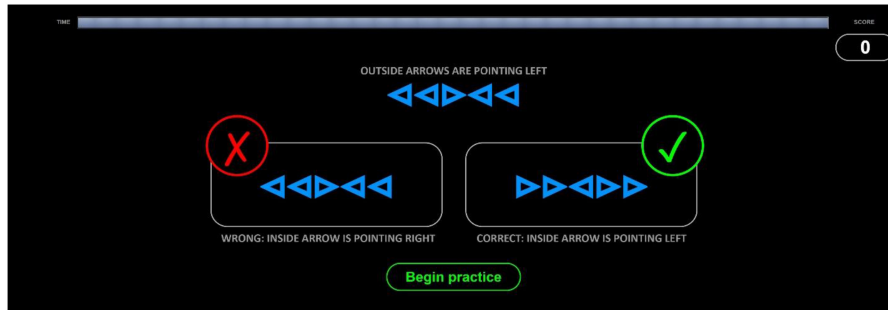 TIME
SCORE
0
OUTSIDE ARROWS ARE POINTING LEFT
WRONG: INSIDE ARROW IS POINTING RIGHT
CORRECT: INSIDE ARROW IS POINTING LEFT
Begin practice